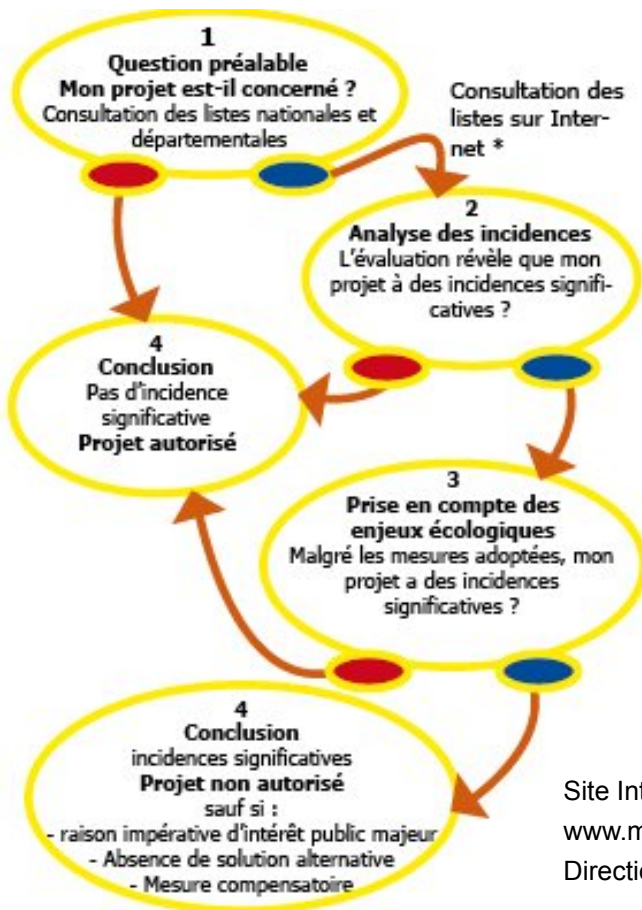 1
Question préalable
Mon projet est-il concerné ?
Consultation des listes nationales et
départementales
Consultation des
listes sur Inter-
net *
2
Analyse des incidences
L'évaluation révèle que mon
projet à des incidences signifi-
catives ?
4
Conclusion
Pas d'incidence
significative
Projet autorisé
3
Prise en compte des
enjeux écologiques
Malgré les mesures adoptées, mon
projet a des incidences
significatives ?
4
Conclusion
incidences significatives
Projet non autorisé
sauf si :
- raison impérative d'intérêt public majeur
- Absence de solution alternative
- Mesure compensatoire
Site
www